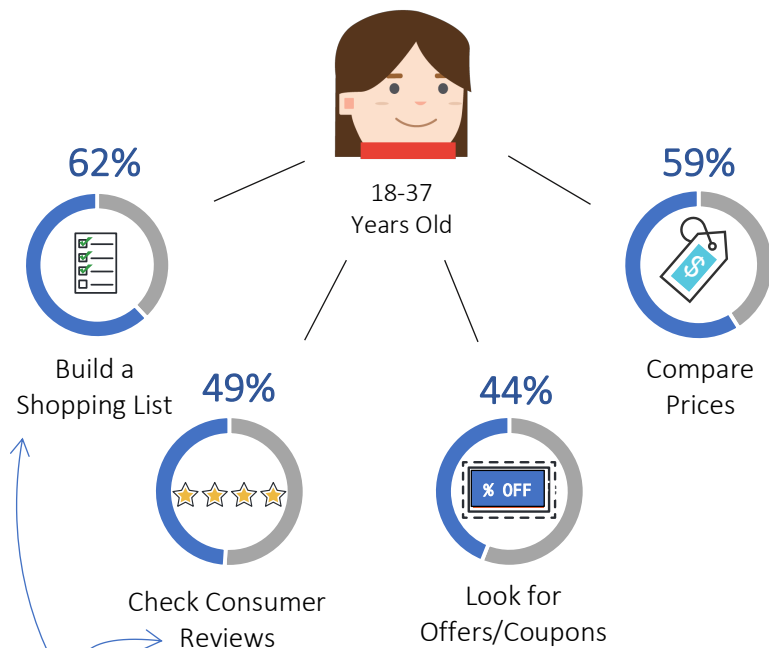 18-37
Years Old
62%
Build a
Shopping List
49%
Check Consumer
Reviews
44%
% OFF
Look for
Offers/Coupons
59%
$
Compare
Prices